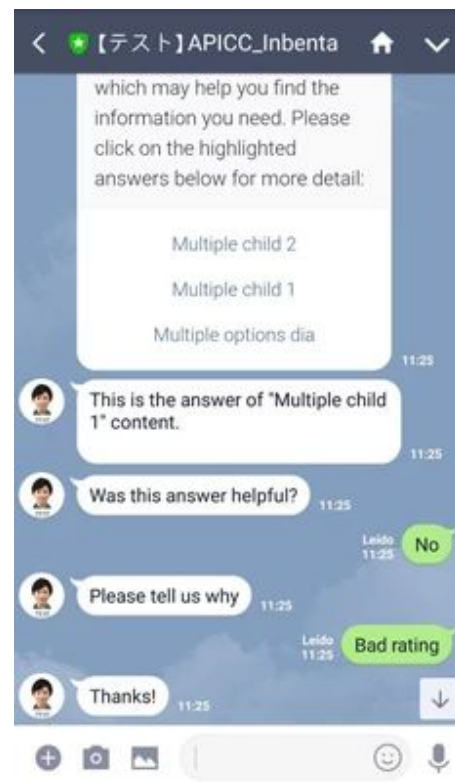 【テスト】APICC_Inbenta
which may help you find the
information you need. Please
click on the highlighted
answers below for more detail:
Multiple child 2
Multiple child 1
Multiple options dia
11:25
This is the answer of "Multiple child
1" content.
11:25
Was this answer helpful?
11:25
Leído
11:25
No
Please tell us why
11:25
Leído
11:25
Bad rating
Thanks!
11:25